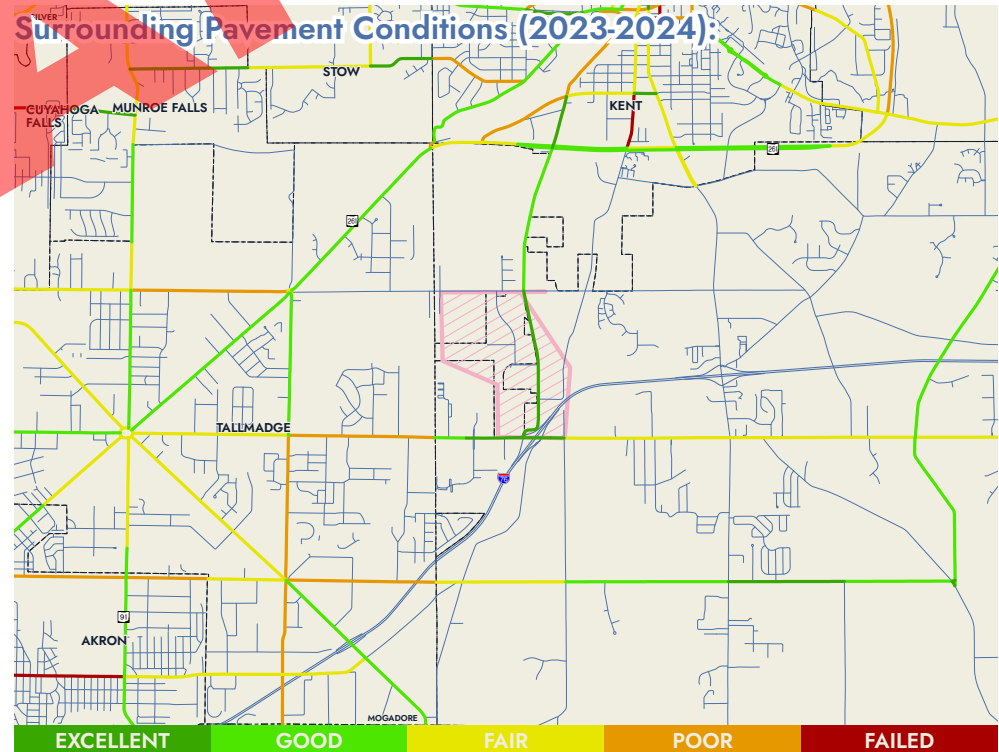 SILVER
Surrounding Pavement Conditions (2023-2024):
STOW
CUYAHOGA
FALLS
MUNROE FALLS
KENT
261
261
TALLMADGE
76
91
AKRON
MOGADORE
EXCELLENT
GOOD
FAIR
POOR
FAILED